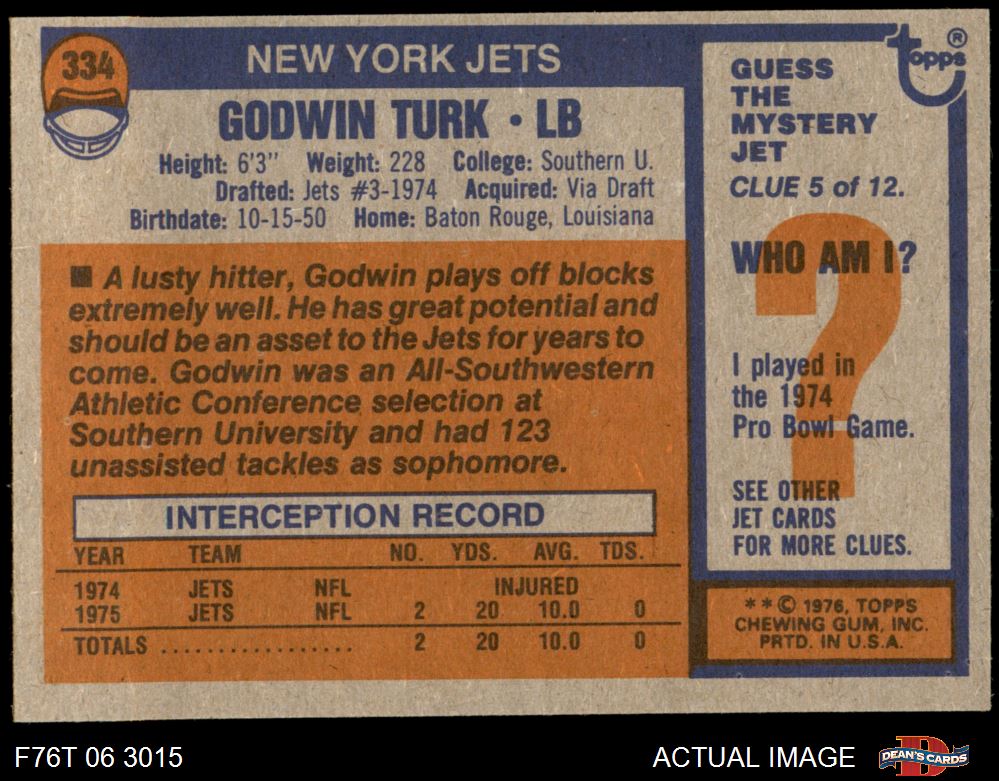 334
NEW YORK JETS
GODWIN TURK • LB
Height: 6'3" Weight: 228 College: Southern U.
Drafted: Jets #3-1974 Acquired: Via Draft
Birthdate: 10-15-50 Home: Baton Rouge, Louisiana
■ A lusty hitter, Godwin plays off blocks
extremely well. He has great potential and
should be an asset to the Jets for years to
come. Godwin was an All-Southwestern
Athletic Conference selection at
Southern University and had 123
unassisted tackles as sophomore.
INTERCEPTION RECORD
YEAR TEAM NO. YDS. AVG. TDS.
1974 JETS NFL INJURED
1975 JETS NFL 2 20 10.0 0
TOTALS ................. 2 20 10.0 0
topps ®
GUESS
THE
MYSTERY
JET
CLUE 5 of 12.
?
WHO AM I?
I played in
the 1974
Pro Bowl Game.
SEE OTHER
JET CARDS
FOR MORE CLUES.
**© 1976, TOPPS
CHEWING GUM, INC.
PRTD. IN U.S.A.
F76T 06 3015
ACTUAL IMAGE
D
DEAN'S CARDS